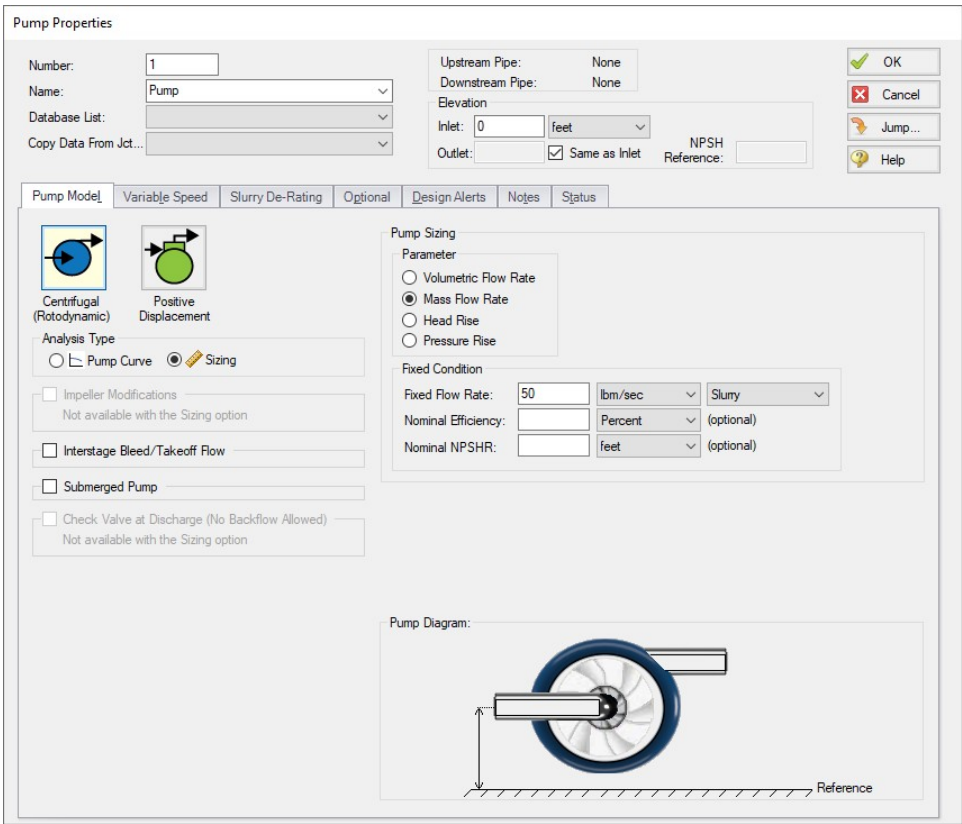 Pump Properties
Number: 1
Name: Pump
Database List:
Copy Data From Jct...
Upstream Pipe: None
Downstream Pipe: None
Elevation
Inlet: 0 feet
Outlet: Same as Inlet
NPSH
Reference:
OK
Cancel
Jump...
Help
Pump Model Variable Speed Slurry De-Rating Optional Design Alerts Notes Status
Centrifugal
(Rotodynamic)
Positive
Displacement
Analysis Type
Pump Curve Sizing
Impeller Modifications
Not available with the Sizing option
Interstage Bleed/Takeoff Flow
Submerged Pump
Check Valve at Discharge (No Backflow Allowed)
Not available with the Sizing option
Pump Sizing
Parameter
Volumetric Flow Rate
Mass Flow Rate
Head Rise
Pressure Rise
Fixed Condition
Fixed Flow Rate: 50 lbm/sec Slurry
Nominal Efficiency: Percent (optional)
Nominal NPSHR: feet (optional)
Pump Diagram:
Reference